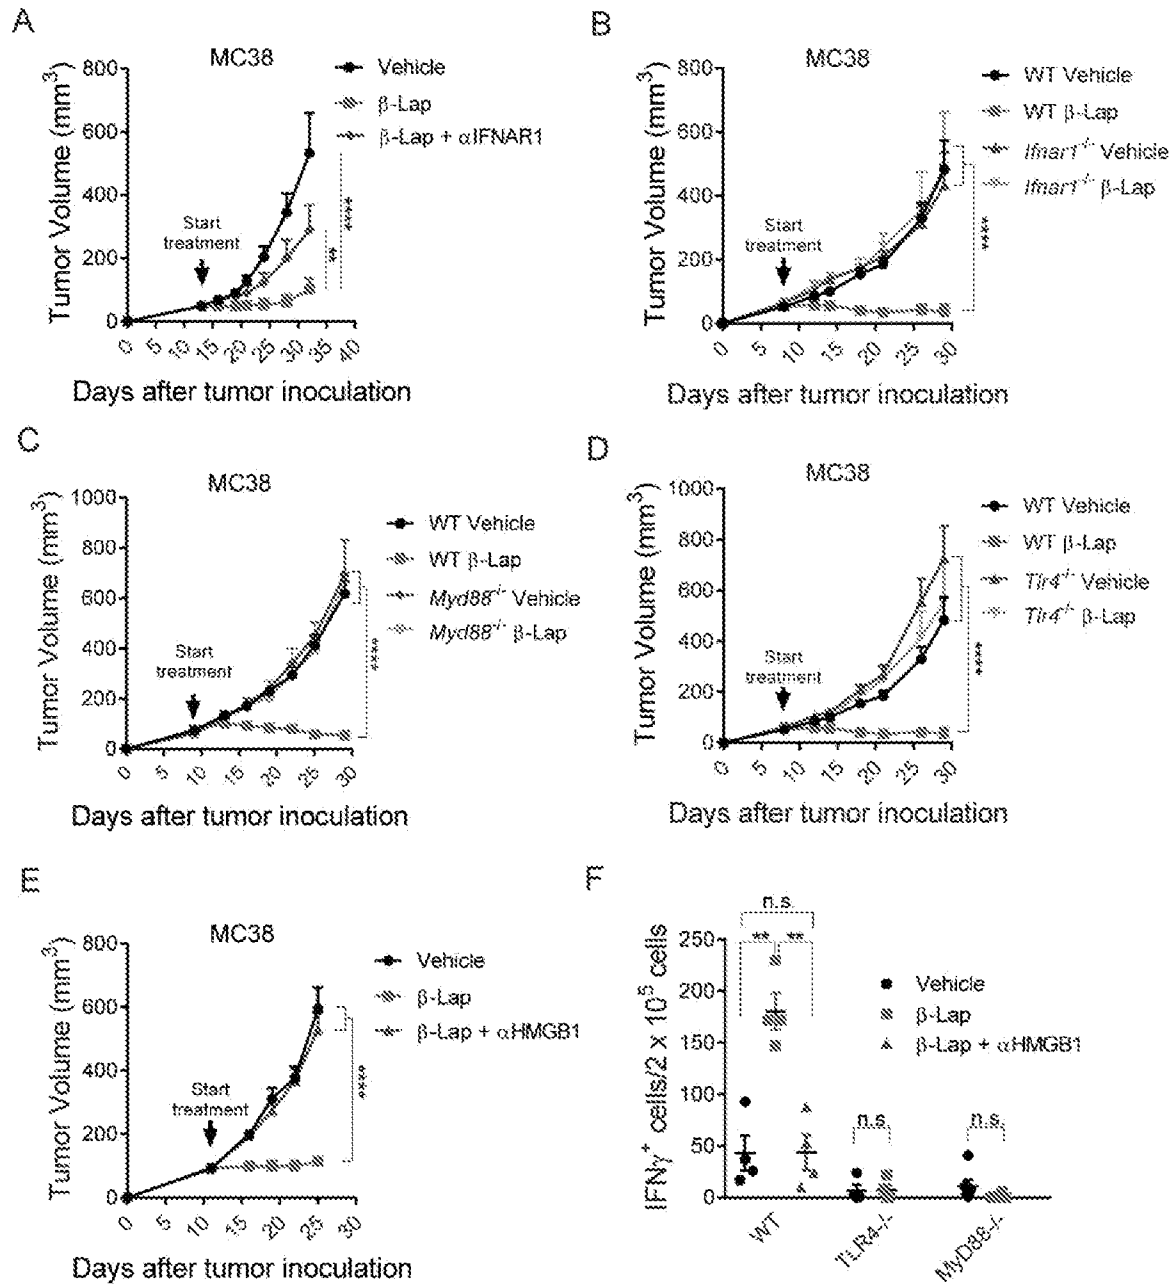 A
MC38
Tumor Volume (mm³)
800
600
400
200
0
Start
treatment
0 5 10 15 20 25 30 35 40
Days after tumor inoculation
Vehicle
β-Lap
β-Lap + αIFNAR1
**
****
B
MC38
Tumor Volume (mm³)
800
600
400
200
0
Start
treatment
0 5 10 15 20 25 30
Days after tumor inoculation
WT Vehicle
WT β-Lap
Ifnar1⁻/⁻ Vehicle
Ifnar1⁻/⁻ β-Lap
****
C
MC38
Tumor Volume (mm³)
1000
800
600
400
200
0
Start
treatment
0 5 10 15 20 25 30
Days after tumor inoculation
WT Vehicle
WT β-Lap
Myd88⁻/⁻ Vehicle
Myd88⁻/⁻ β-Lap
****
D
MC38
Tumor Volume (mm³)
1000
800
600
400
200
0
Start
treatment
0 5 10 15 20 25 30
Days after tumor inoculation
WT Vehicle
WT β-Lap
Tlr4⁻/⁻ Vehicle
Tlr4⁻/⁻ β-Lap
****
E
MC38
Tumor Volume (mm³)
800
600
400
200
0
Start
treatment
0 5 10 15 20 25 30
Days after tumor inoculation
Vehicle
β-Lap
β-Lap + αHMGB1
****
F
IFNγ⁺ cells/2 x 10⁵ cells
250
200
150
100
50
0
n.s
** **
n.s
n.s
Vehicle
β-Lap
β-Lap + αHMGB1
WT
TLR4-/-
MyD88-/-